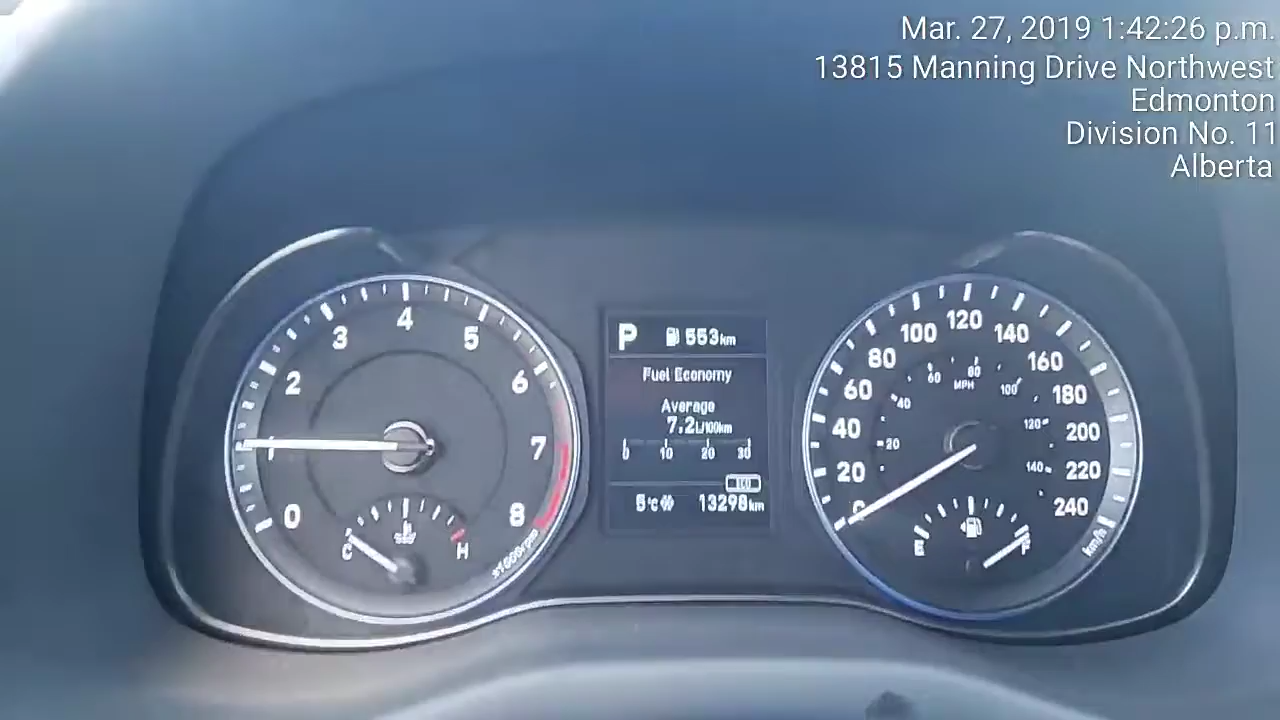 Mar. 27, 2019 1:42:26 p.m.
13815 Manning Drive Northwest
Edmonton
Division No. 11
Alberta
0
1
2
3
4
5
6
7
8
x1000rpm
C
H
P 553km
Fuel Economy
Average
7.2L/100km
0 10 20 30
ECO
5°C 13298km
0
20
40
60
80
100
120
140
160
180
200
220
240
km/h
20
40
60
80
100
120
140
MPH
E
F